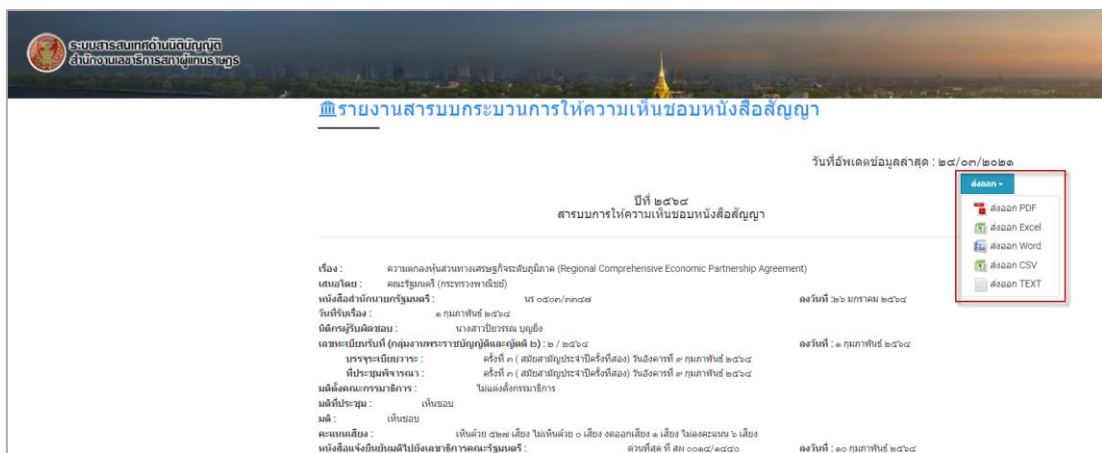 ระบบสารสนเทศด้านนิติบัญญัติ
สำนักงานเลขาธิการสภาผู้แทนราษฎร
รายงานสารบบกระบวนการให้ความเห็นชอบหนังสือสัญญา
วันที่อัพเดตข้อมูลล่าสุด : ๒๔/๐๓/๒๐๒๑
ส่งออก
ส่งออก PDF
ส่งออก Excel
ส่งออก Word
ส่งออก CSV
ส่งออก TEXT
ปีที่ ๒๕๖๔
สารบบการให้ความเห็นชอบหนังสือสัญญา
เรื่อง : ความตกลงหุ้นส่วนทางเศรษฐกิจระดับภูมิภาค (Regional Comprehensive Economic Partnership Agreement)
เสนอโดย : คณะรัฐมนตรี (กระทรวงพาณิชย์)
หนังสือสำนักนายกรัฐมนตรี : นร ๐๕๐๓/๓๓๔๗ ลงวันที่ :๒๖ มกราคม ๒๕๖๔
วันที่รับเรื่อง : ๑ กุมภาพันธ์ ๒๕๖๔
นิติกรผู้รับผิดชอบ : นางสาวปิยวรรณ บุญยิ่ง
เลขทะเบียนรับที่ (กลุ่มงานพระราชบัญญัติและญัตติ ๒) : ๒ / ๒๕๖๔ ลงวันที่ : ๑ กุมภาพันธ์ ๒๕๖๔
บรรจุระเบียบวาระ : ครั้งที่ ๓ ( สมัยสามัญประจำปีครั้งที่สอง) วันอังคารที่ ๙ กุมภาพันธ์ ๒๕๖๔
ที่ประชุมพิจารณา : ครั้งที่ ๓ ( สมัยสามัญประจำปีครั้งที่สอง) วันอังคารที่ ๙ กุมภาพันธ์ ๒๕๖๔
มติตั้งคณะกรรมาธิการ : ไม่แต่งตั้งกรรมาธิการ
มติที่ประชุม : เห็นชอบ
มติ : เห็นชอบ
คะแนนเสียง : เห็นด้วย ๕๒๗ เสียง ไม่เห็นด้วย ๐ เสียง งดออกเสียง ๑ เสียง ไม่ลงคะแนน ๖ เสียง
หนังสือแจ้งยืนยันมติไปยังเลขาธิการคณะรัฐมนตรี : ด่วนที่สุด ที่ สผ ๐๐๑๔/๑๔๔๐ ลงวันที่ : ๑๐ กุมภาพันธ์ ๒๕๖๔